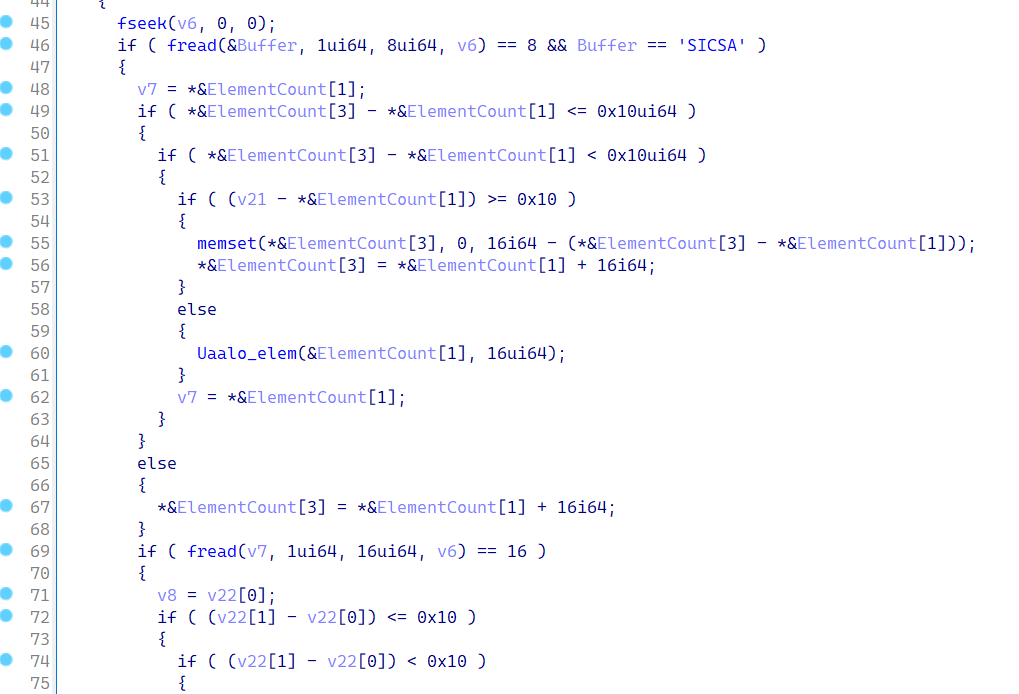 44 {
45 fseek(v6, 0, 0);
46 if ( fread(&Buffer, 1ui64, 8ui64, v6) == 8 && Buffer == 'SICSA' )
47 {
48 v7 = *&ElementCount[1];
49 if ( *&ElementCount[3] - *&ElementCount[1] <= 0x10ui64 )
50 {
51 if ( *&ElementCount[3] - *&ElementCount[1] < 0x10ui64 )
52 {
53 if ( (v21 - *&ElementCount[1]) >= 0x10 )
54 {
55 memset(*&ElementCount[3], 0, 16i64 - (*&ElementCount[3] - *&ElementCount[1]));
56 *&ElementCount[3] = *&ElementCount[1] + 16i64;
57 }
58 else
59 {
60 Uaalo_elem(&ElementCount[1], 16ui64);
61 }
62 v7 = *&ElementCount[1];
63 }
64 }
65 else
66 {
67 *&ElementCount[3] = *&ElementCount[1] + 16i64;
68 }
69 if ( fread(v7, 1ui64, 16ui64, v6) == 16 )
70 {
71 v8 = v22[0];
72 if ( (v22[1] - v22[0]) <= 0x10 )
73 {
74 if ( (v22[1] - v22[0]) < 0x10 )
75 {